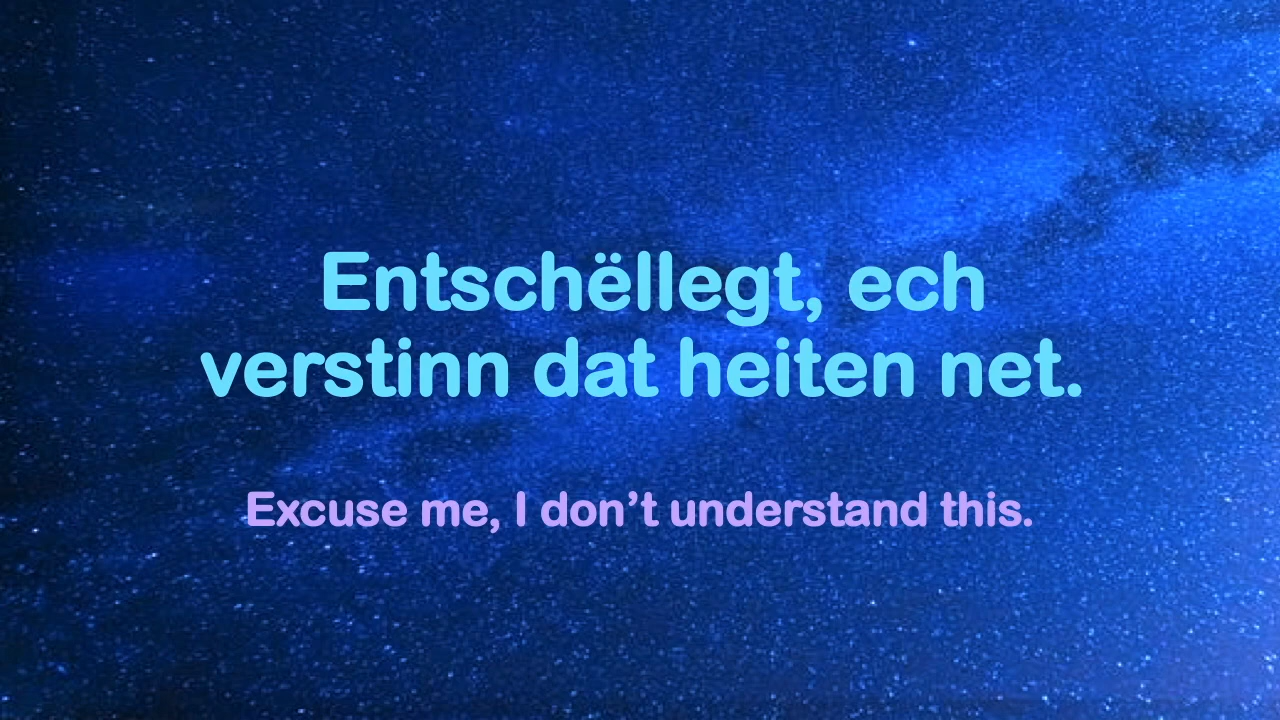 Entschëllegt, ech
verstinn dat heiten net.
Excuse me, I don’t understand this.